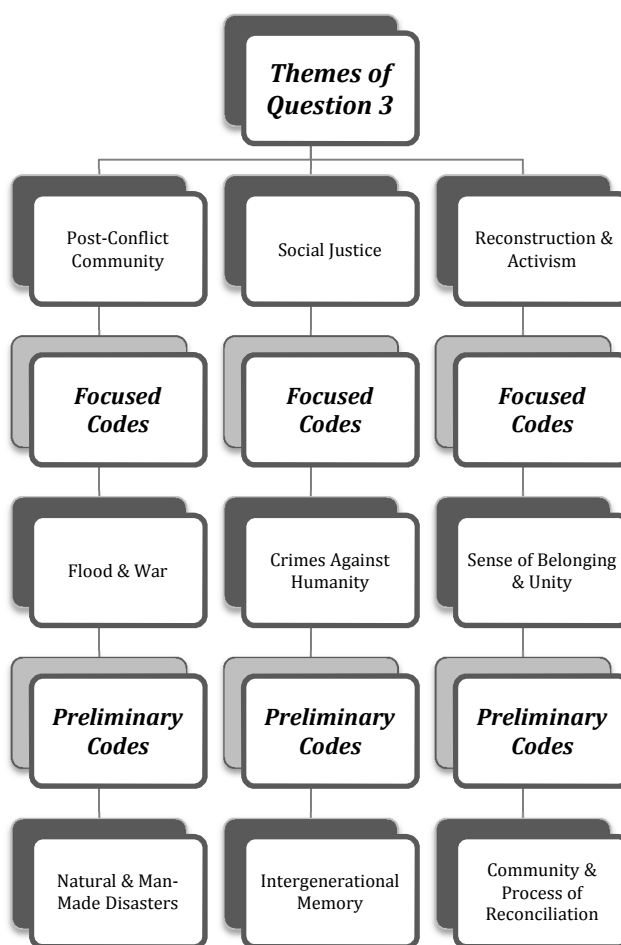 Themes of
Question 3
Post-Conflict
Community
Social Justice
Reconstruction &
Activism
Focused
Codes
Focused
Codes
Focused
Codes
Flood & War
Crimes Against
Humanity
Sense of Belonging
& Unity
Preliminary
Codes
Preliminary
Codes
Preliminary
Codes
Natural & Man-
Made Disasters
Intergenerational
Memory
Community &
Process of
Reconciliation